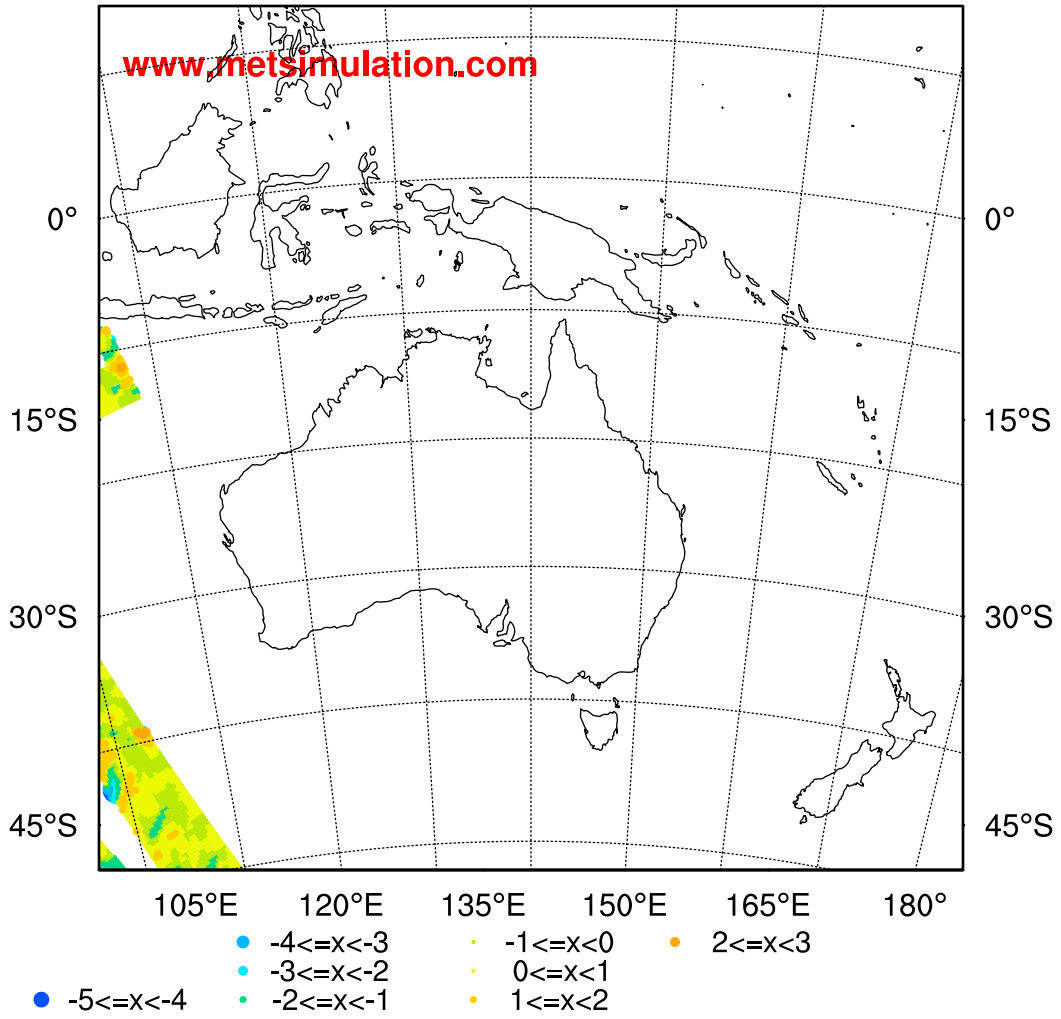 www.metsimulation.com
0° 0°
15°S 15°S
30°S 30°S
45°S 45°S
105°E 120°E 135°E 150°E 165°E 180°
-4<=x<-3 -1<=x<0 2<=x<3
-3<=x<-2 0<=x<1
-5<=x<-4 -2<=x<-1 1<=x<2